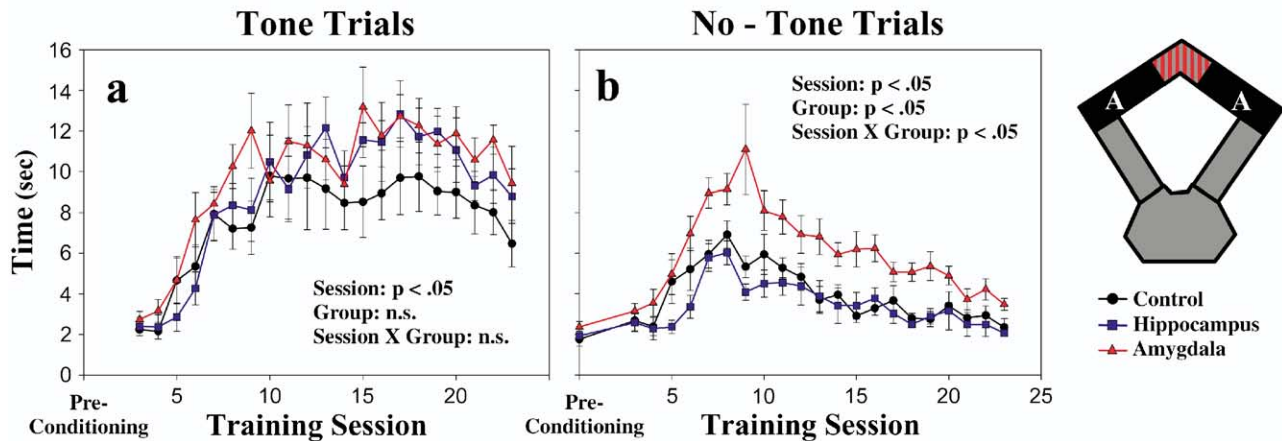 Tone Trials
No - Tone Trials
Time (sec)
16
14
12
10
8
6
4
2
0
a
Session: p < .05
Group: n.s.
Session X Group: n.s.
Pre-
Conditioning
5
10
15
20
Training Session
b
Session: p < .05
Group: p < .05
Session X Group: p < .05
Pre-
Conditioning
5
10
15
20
25
Training Session
A
A
Control
Hippocampus
Amygdala